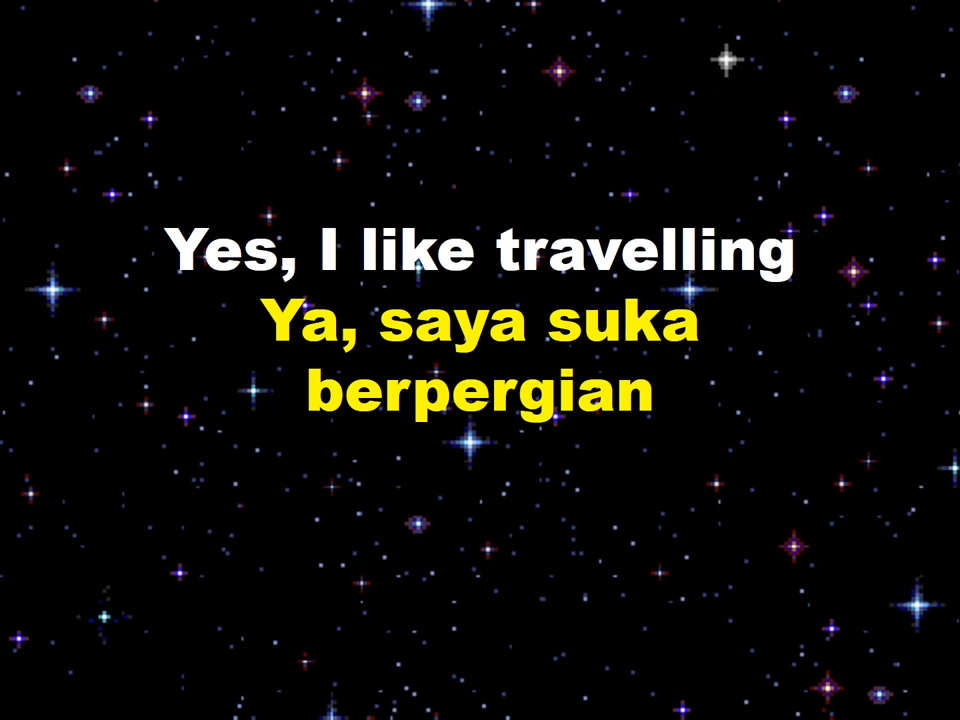 Yes, I like travelling
Ya, saya suka
berpergian